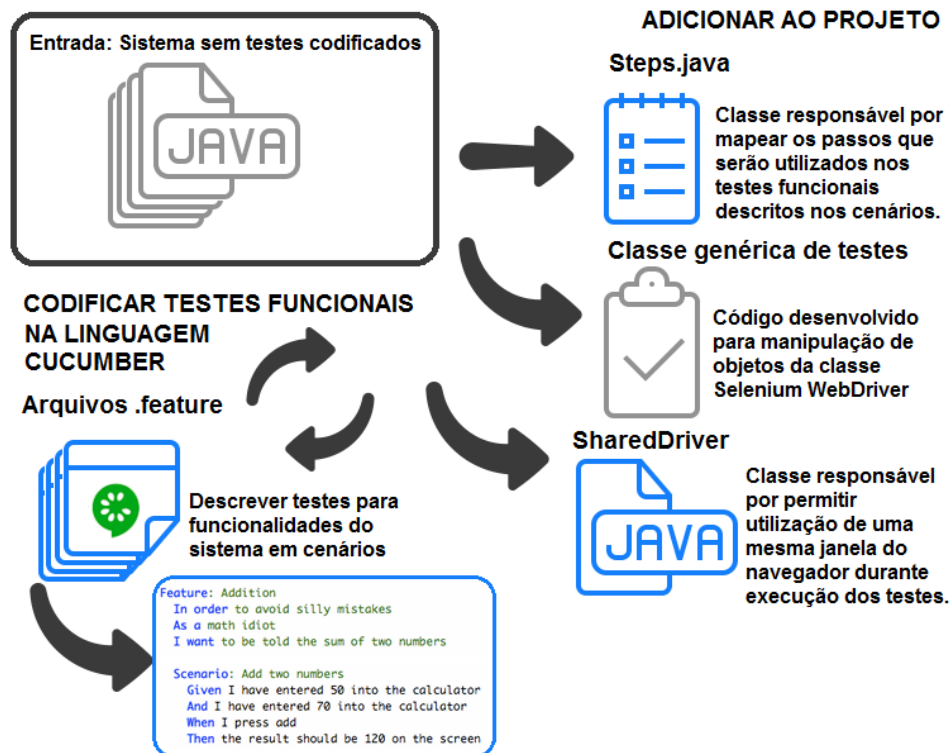 Entrada: Sistema sem testes codificados
JAVA
ADICIONAR AO PROJETO
Steps.java
Classe responsável por
mapear os passos que
serão utilizados nos
testes funcionais
descritos nos cenários.
Classe genérica de testes
Código desenvolvido
para manipulação de
objetos da classe
Selenium WebDriver
SharedDriver
JAVA
Classe responsável
por permitir
utilização de uma
mesma janela do
navegador durante
execução dos testes.
CODIFICAR TESTES FUNCIONAIS
NA LINGUAGEM
CUCUMBER
Arquivos .feature
Descrever testes para
funcionalidades do
sistema em cenários
Feature: Addition
In order to avoid silly mistakes
As a math idiot
I want to be told the sum of two numbers
Scenario: Add two numbers
Given I have entered 50 into the calculator
And I have entered 70 into the calculator
When I press add
Then the result should be 120 on the screen